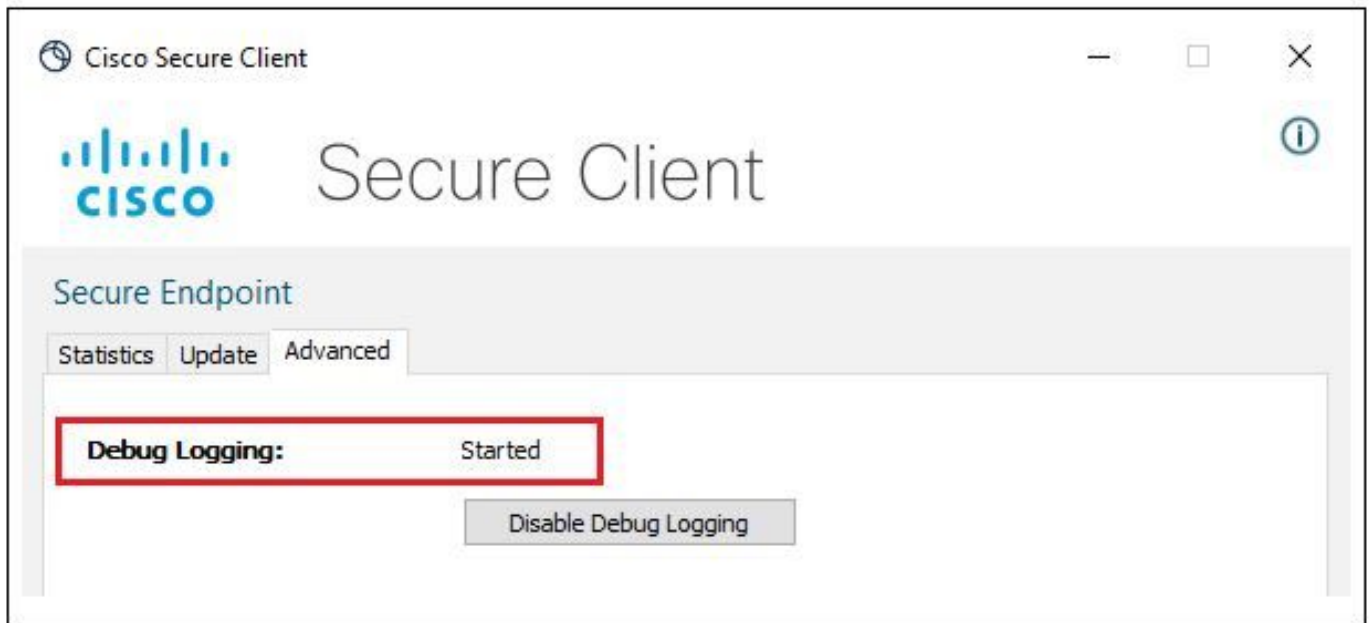 Cisco Secure Client
CISCO
Secure Client
Secure Endpoint
Statistics Update Advanced
Debug Logging: Started
Disable Debug Logging